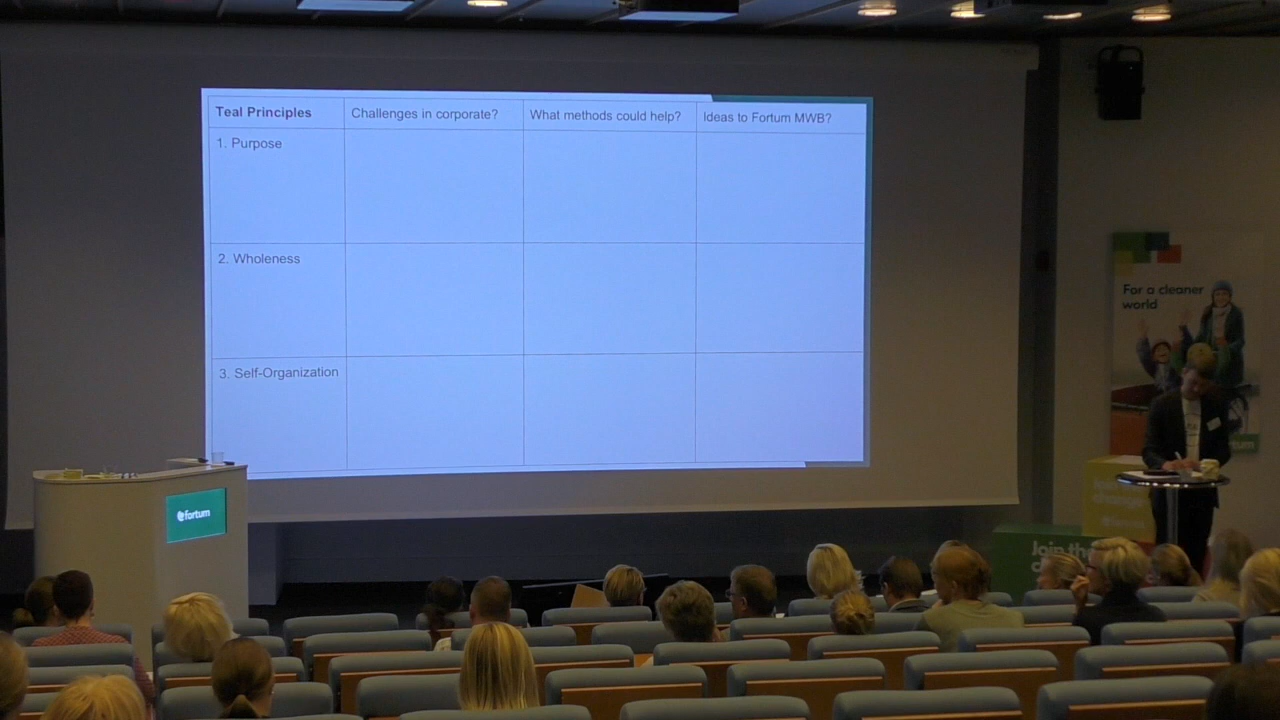 Teal Principles
Challenges in corporate?
What methods could help?
Ideas to Fortum MWB?
1. Purpose
2. Wholeness
3. Self-Organization
fortum
For a cleaner
world
Join the